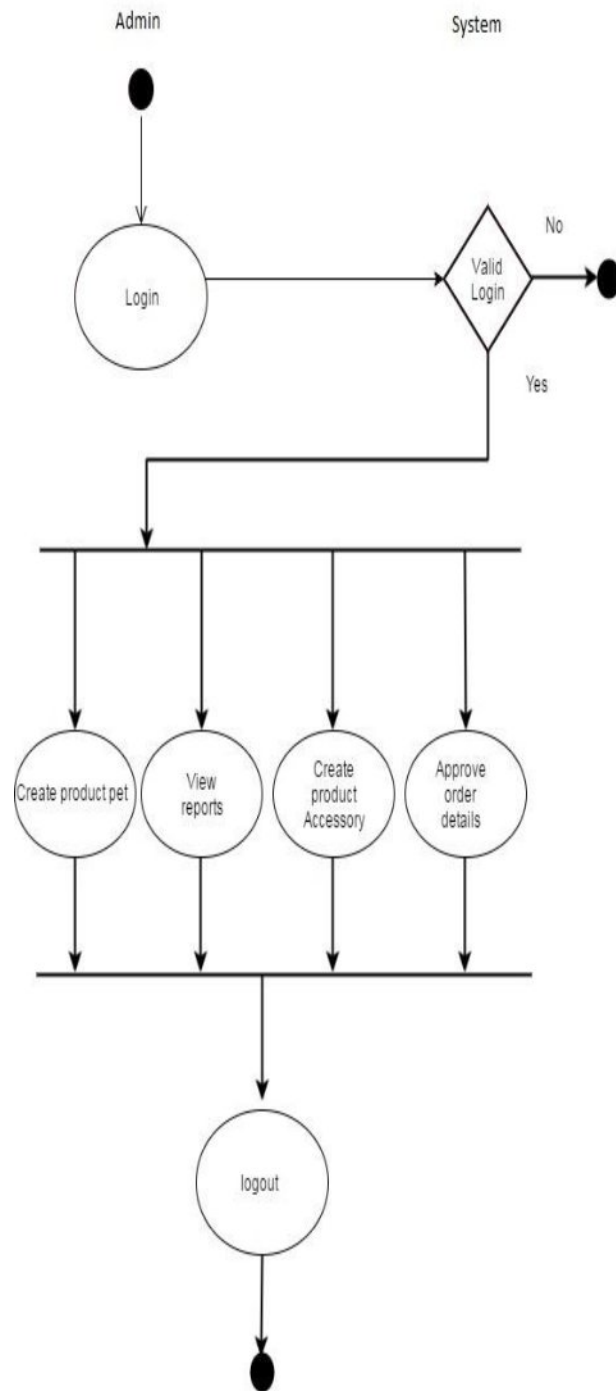 Admin
System
Login
Valid
Login
No
Yes
Create product pet
View
reports
Create
product
Accessory
Approve
order
details
logout